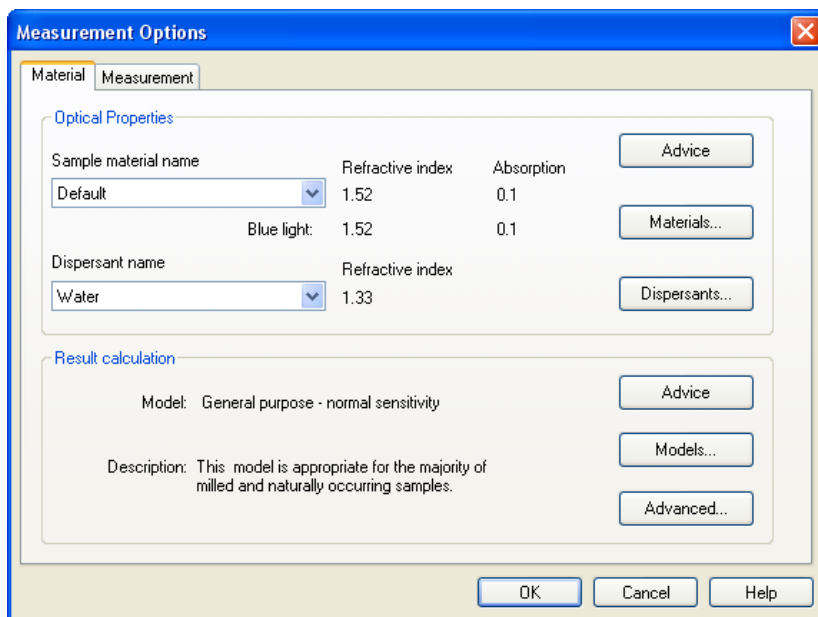 Measurement Options
Material Measurement
Optical Properties
Advice
Sample material name
Refractive index Absorption
Default 1.52 0.1
Materials...
Blue light: 1.52 0.1
Dispersant name
Refractive index
Water 1.33
Dispersants...
Result calculation
Advice
Model: General purpose - normal sensitivity
Models...
Description: This model is appropriate for the majority of
milled and naturally occurring samples.
Advanced...
OK Cancel Help